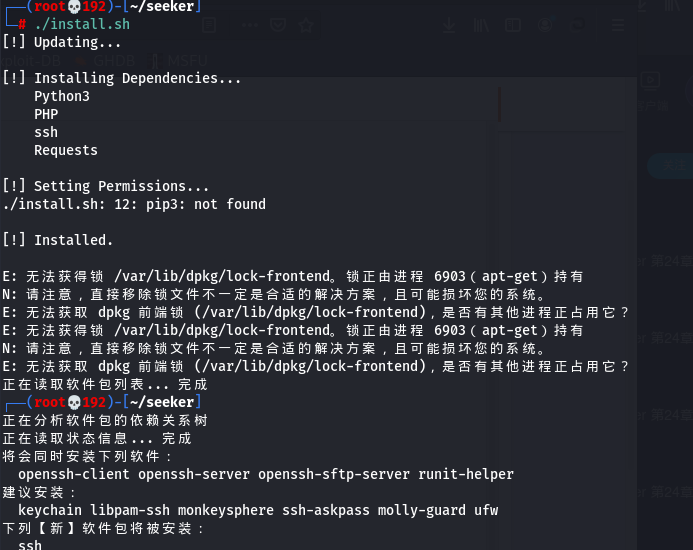 ┌──(root💀192)-[~/seeker]
└─# ./install.sh
[!] Updating...
[!] Installing Dependencies...
Python3
PHP
ssh
Requests
[!] Setting Permissions...
./install.sh: 12: pip3: not found
[!] Installed.
E: 无法获得锁 /var/lib/dpkg/lock-frontend。锁正由进程 6903（apt-get）持有
N: 请注意，直接移除锁文件不一定是合适的解决方案，且可能损坏您的系统。
E: 无法获取 dpkg 前端锁 (/var/lib/dpkg/lock-frontend)，是否有其他进程正占用它？
E: 无法获得锁 /var/lib/dpkg/lock-frontend。锁正由进程 6903（apt-get）持有
N: 请注意，直接移除锁文件不一定是合适的解决方案，且可能损坏您的系统。
E: 无法获取 dpkg 前端锁 (/var/lib/dpkg/lock-frontend)，是否有其他进程正占用它？
正在读取软件包列表... 完成
┌──(root💀192)-[~/seeker]
正在分析软件包的依赖关系树
正在读取状态信息... 完成
将会同时安装下列软件：
openssh-client openssh-server openssh-sftp-server runit-helper
建议安装：
keychain libpam-ssh monkeysphere ssh-askpass molly-guard ufw
下列【新】软件包将被安装：
ssh